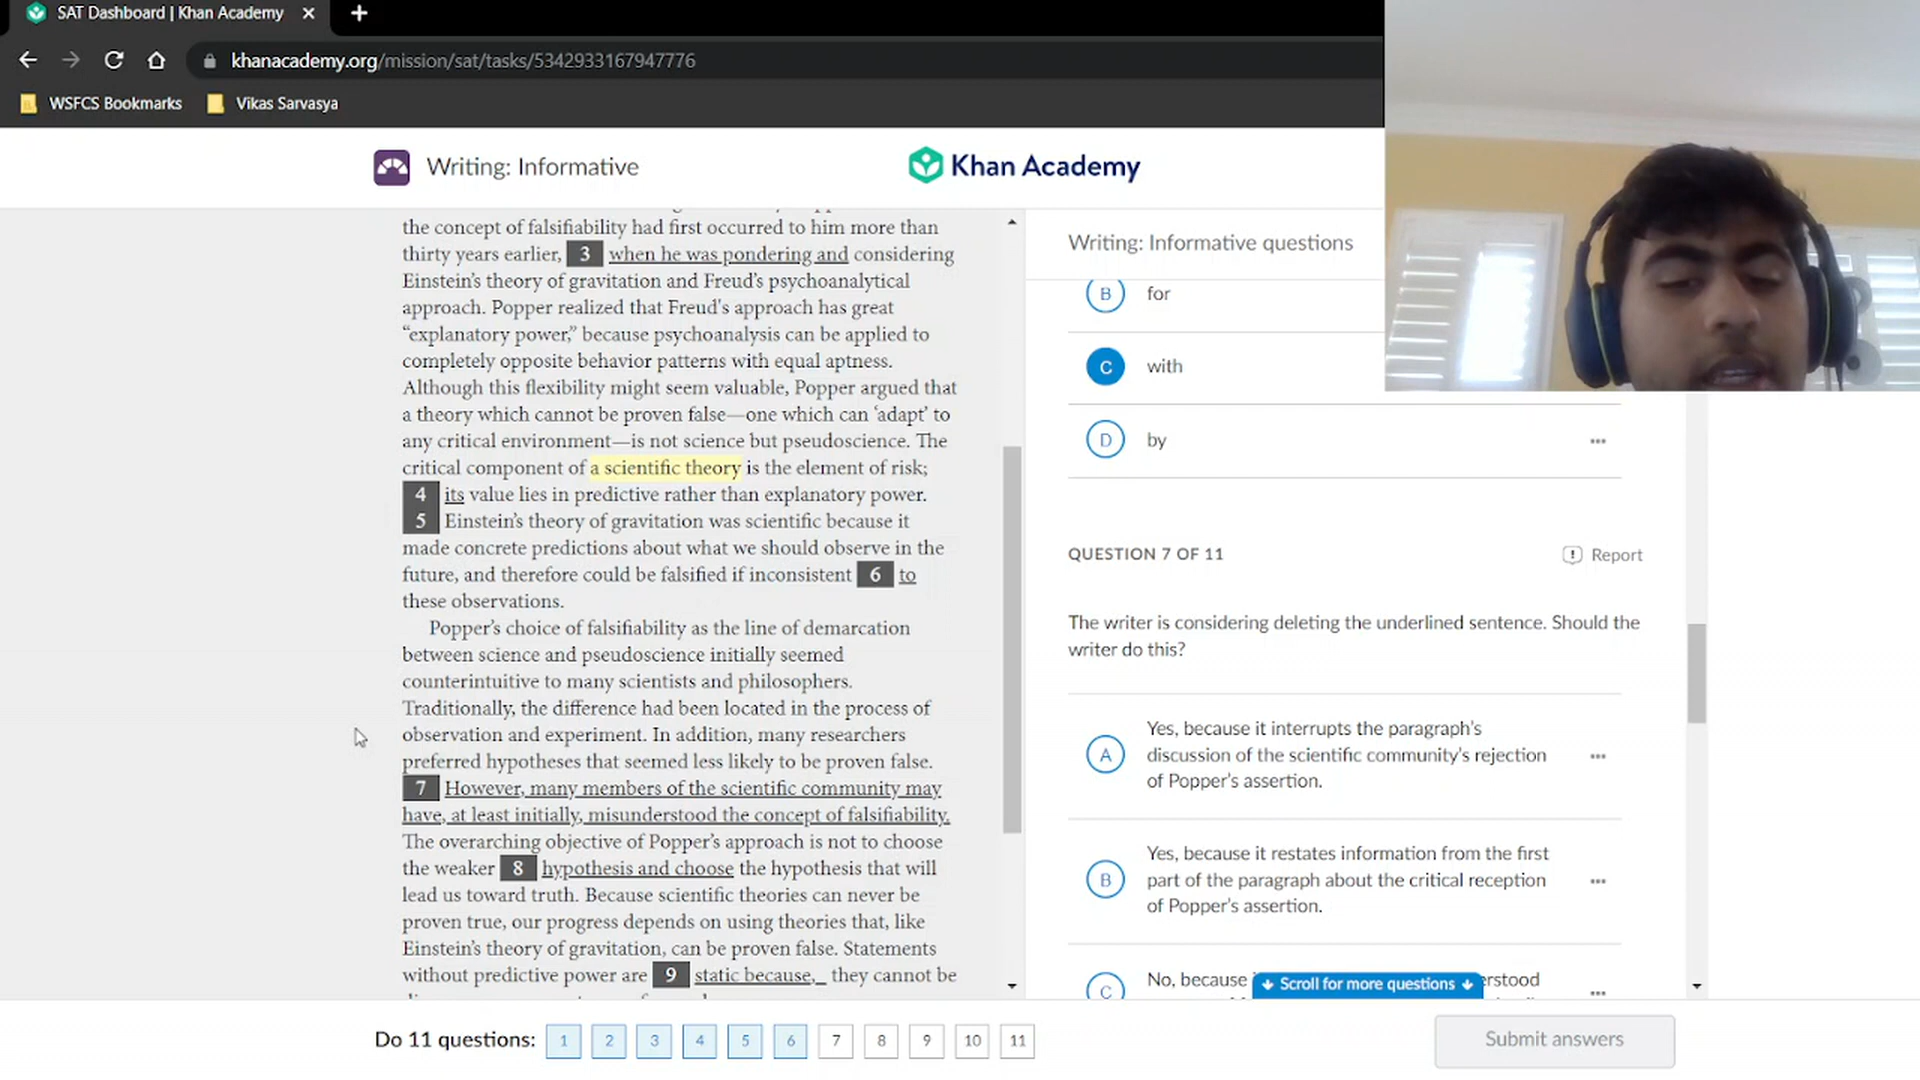 SAT Dashboard | Khan Academy
khanacademy.org/mission/sat/tasks/5342933167947776
WSFCS Bookmarks
Vikas Sarvasya
Writing: Informative
Khan Academy
the concept of falsifiability had first occurred to him more than
thirty years earlier, 3 when he was pondering and considering
Einstein's theory of gravitation and Freud's psychoanalytical
approach. Popper realized that Freud's approach has great
“explanatory power,” because psychoanalysis can be applied to
completely opposite behavior patterns with equal aptness.
Although this flexibility might seem valuable, Popper argued that
a theory which cannot be proven false—one which can ‘adapt’ to
any critical environment—is not science but pseudoscience. The
critical component of a scientific theory is the element of risk;
4 its value lies in predictive rather than explanatory power.
5 Einstein's theory of gravitation was scientific because it
made concrete predictions about what we should observe in the
future, and therefore could be falsified if inconsistent 6 to
these observations.
Popper's choice of falsifiability as the line of demarcation
between science and pseudoscience initially seemed
counterintuitive to many scientists and philosophers.
Traditionally, the difference had been located in the process of
observation and experiment. In addition, many researchers
preferred hypotheses that seemed less likely to be proven false.
7 However, many members of the scientific community may
have, at least initially, misunderstood the concept of falsifiability.
The overarching objective of Popper's approach is not to choose
the weaker 8 hypothesis and choose the hypothesis that will
lead us toward truth. Because scientific theories can never be
proven true, our progress depends on using theories that, like
Einstein's theory of gravitation, can be proven false. Statements
without predictive power are 9 static because,_ they cannot be
Writing: Informative questions
B for
C with
D by
QUESTION 7 OF 11
Report
The writer is considering deleting the underlined sentence. Should the
writer do this?
A Yes, because it interrupts the paragraph's
discussion of the scientific community's rejection
of Popper's assertion.
B Yes, because it restates information from the first
part of the paragraph about the critical reception
of Popper's assertion.
C No, because
Scroll for more questions
Do 11 questions: 1 2 3 4 5 6 7 8 9 10 11
Submit answers